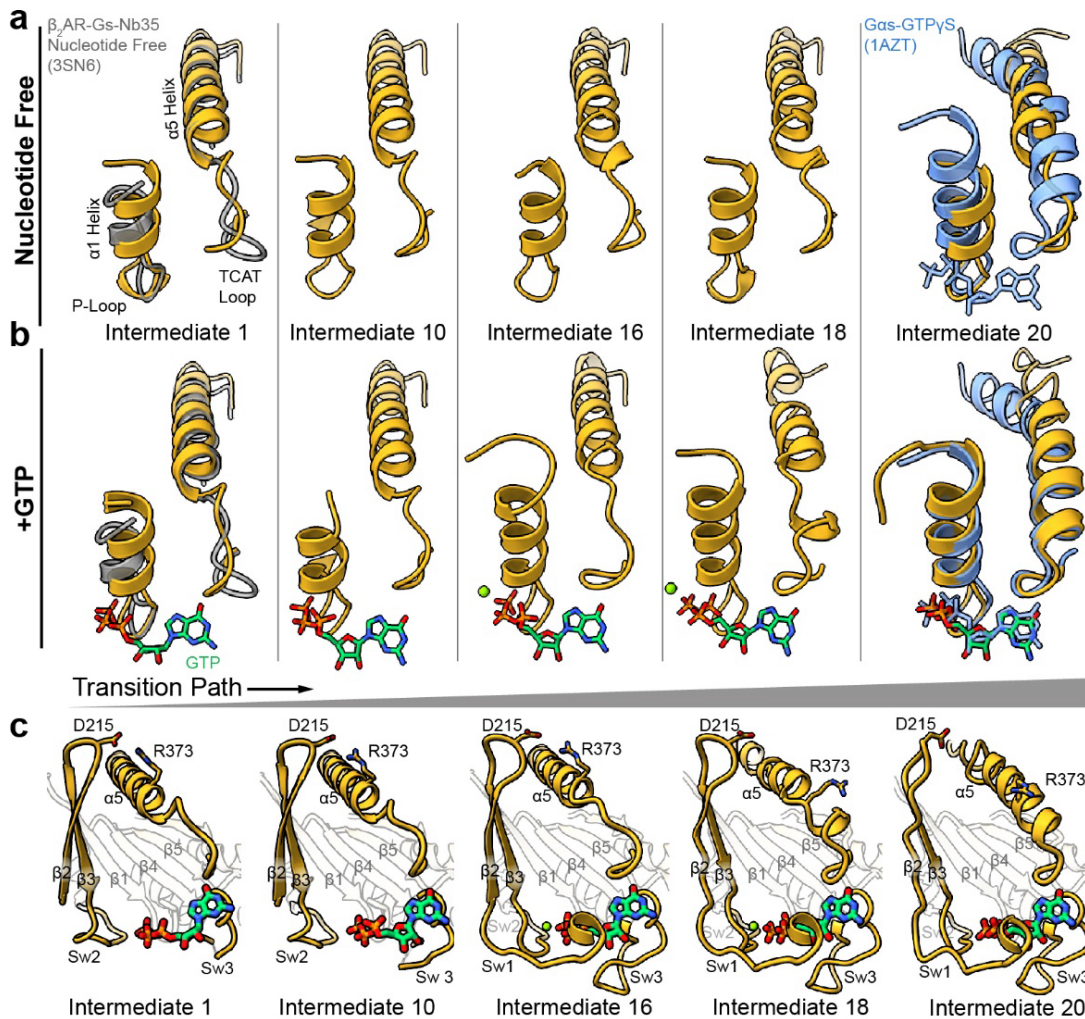 a
β₂AR-Gs-Nb35
Nucleotide Free
(3SN6)
Gαs-GTPγS
(1AZT)
Nucleotide Free
α5 Helix
α1 Helix
P-Loop
TCAT
Loop
Intermediate 1
Intermediate 10
Intermediate 16
Intermediate 18
Intermediate 20
b
+GTP
GTP
Transition Path
c
D215
R373
α5
β2
β3
β1
β4
β5
Sw2
Sw3
Intermediate 1
D215
R373
α5
β2
β3
β1
β4
β5
Sw2
Sw 3
Intermediate 10
D215
R373
α5
β2
β3
β1
β4
β5
Sw2
Sw1
Sw3
Intermediate 16
D215
R373
α5
β2
β3
β1
β4
β5
Sw2
Sw1
Sw3
Intermediate 18
D215
R373
α5
β2
β3
β1
β4
β5
Sw2
Sw1
Sw3
Intermediate 20